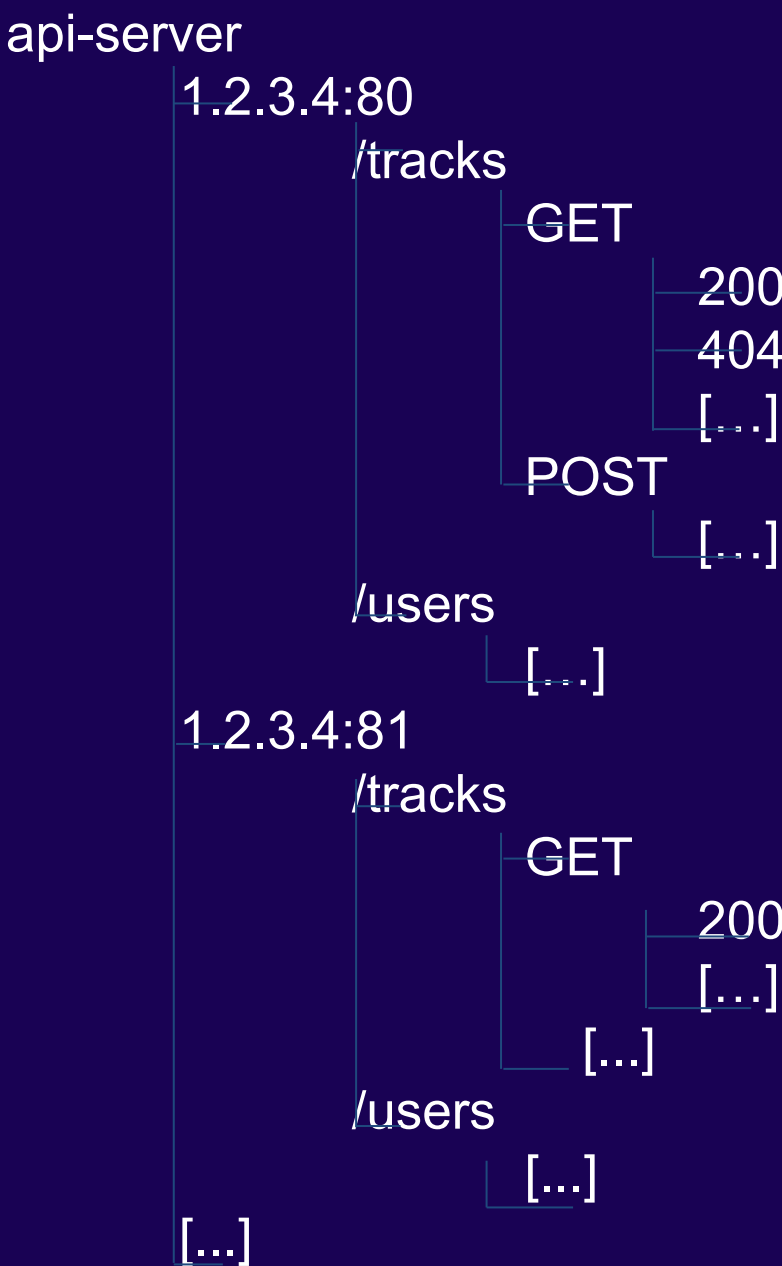 api-server
1.2.3.4:80
/tracks
GET
200
404
[…]
POST
[…]
/users
[…]
1.2.3.4:81
/tracks
GET
200
[…]
[...]
/users
[...]
[...]